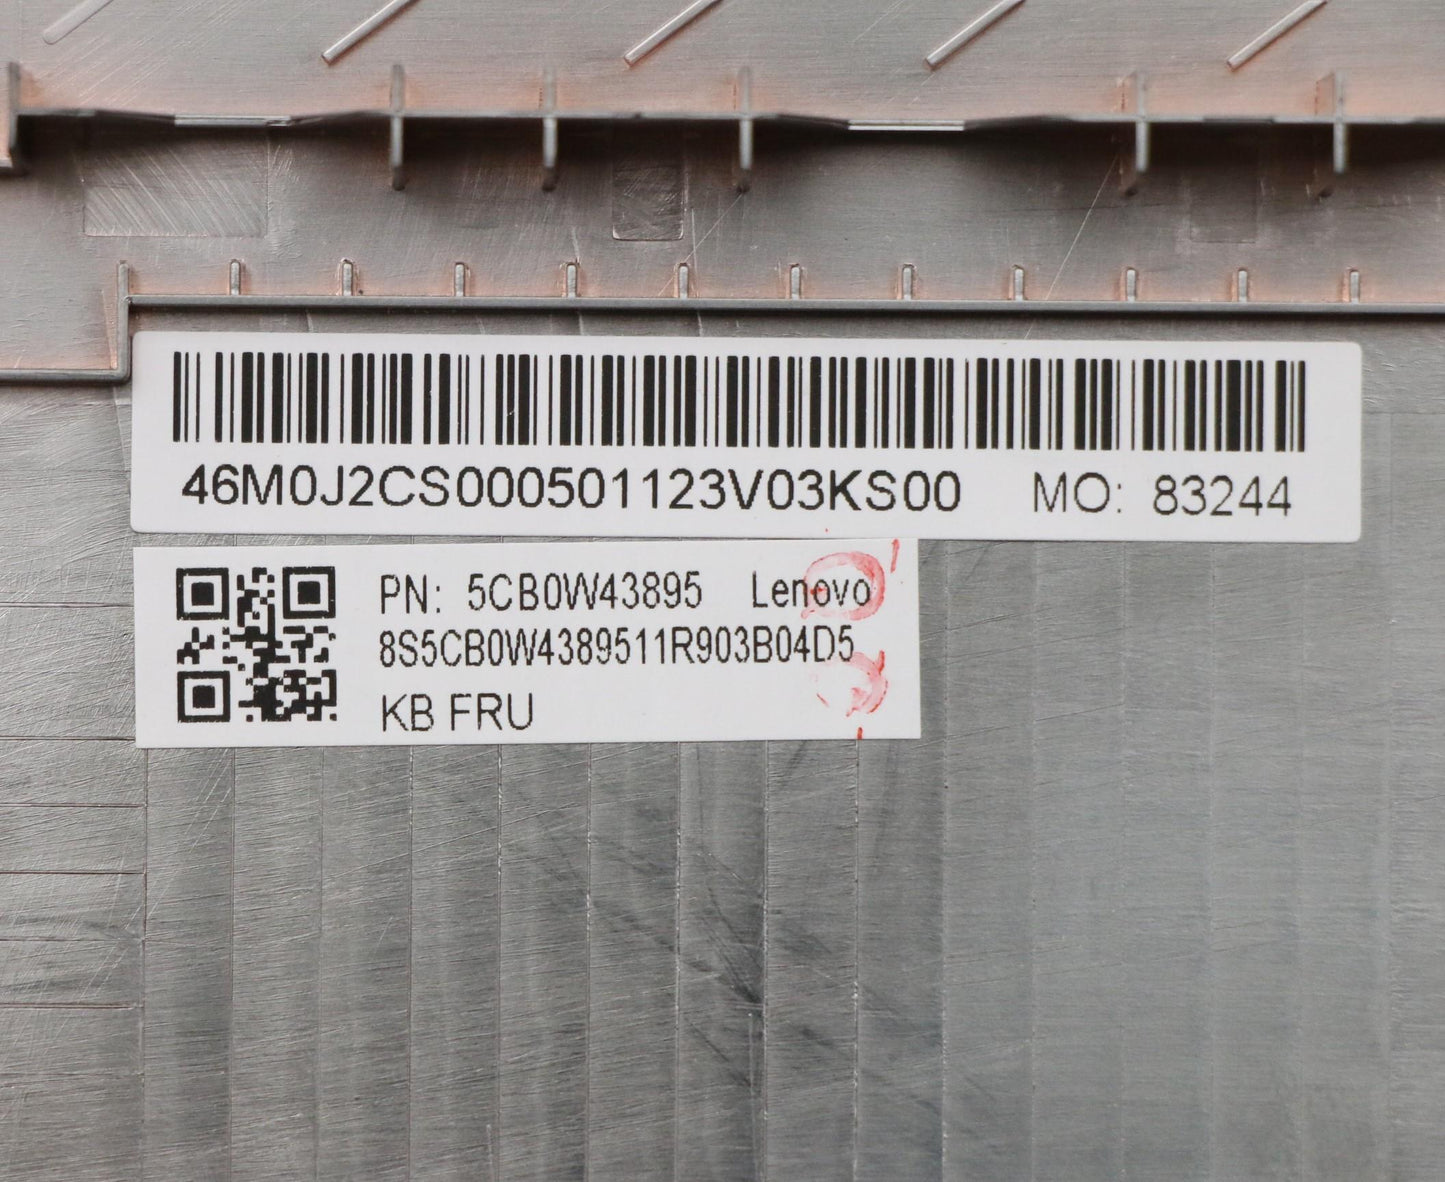 46M0J2CS000501123V03KS00 MO: 83244
PN: 5CB0W43895 Lenovo
8S5CB0W4389511R903B04D5
KB FRU